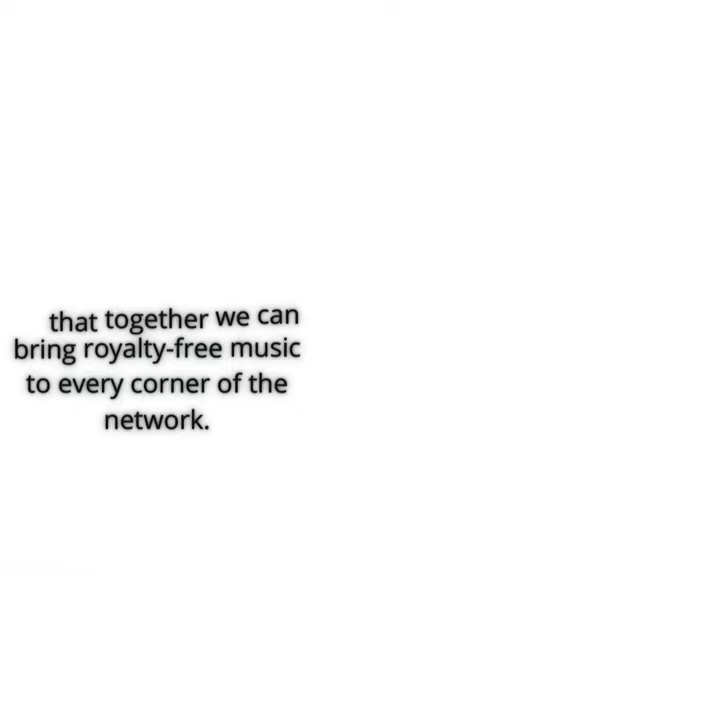 that together we can
bring royalty-free music
to every corner of the
network.